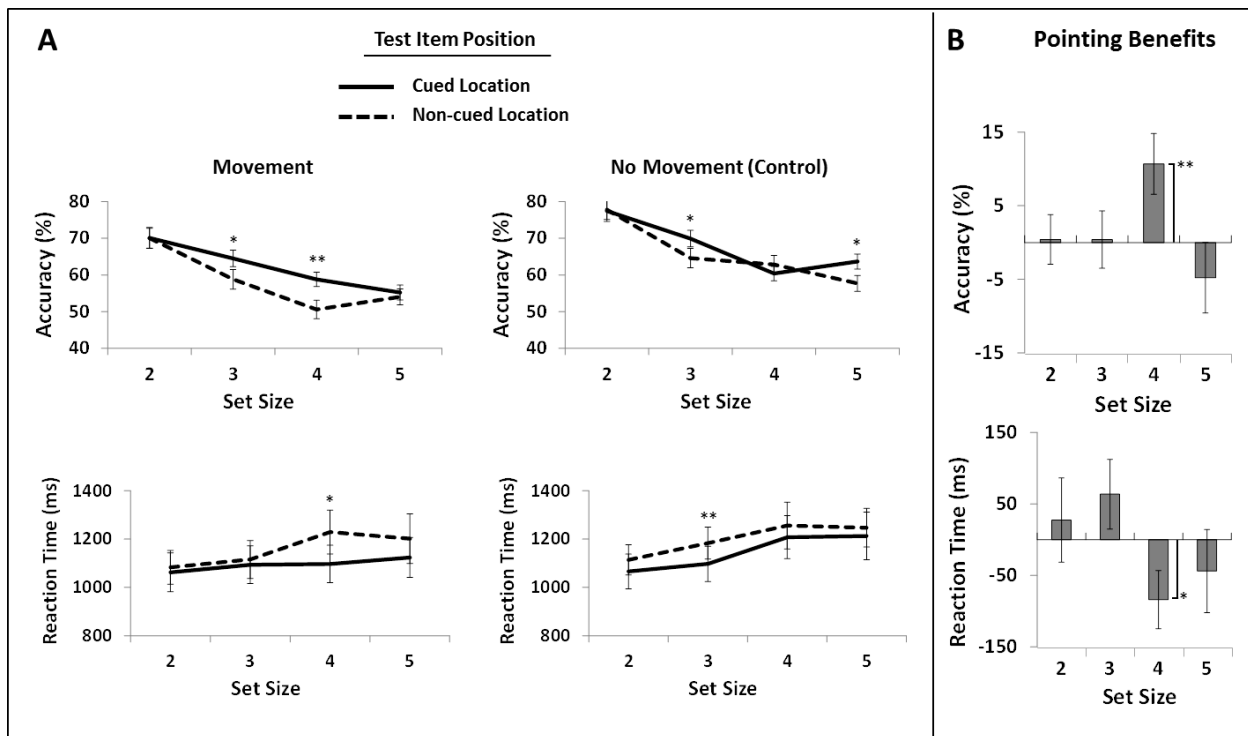 A
Test Item Position
Cued Location
Non-cued Location
Movement
Accuracy (%)
80
70
60
50
40
*
**
2 3 4 5
Set Size
No Movement (Control)
Accuracy (%)
80
70
60
50
40
*
*
2 3 4 5
Set Size
Reaction Time (ms)
1400
1200
1000
800
*
2 3 4 5
Set Size
Reaction Time (ms)
1400
1200
1000
800
**
2 3 4 5
Set Size
B Pointing Benefits
Accuracy (%)
15
5
-5
-15
**
2 3 4 5
Set Size
Reaction Time (ms)
150
50
-50
-150
*
2 3 4 5
Set Size